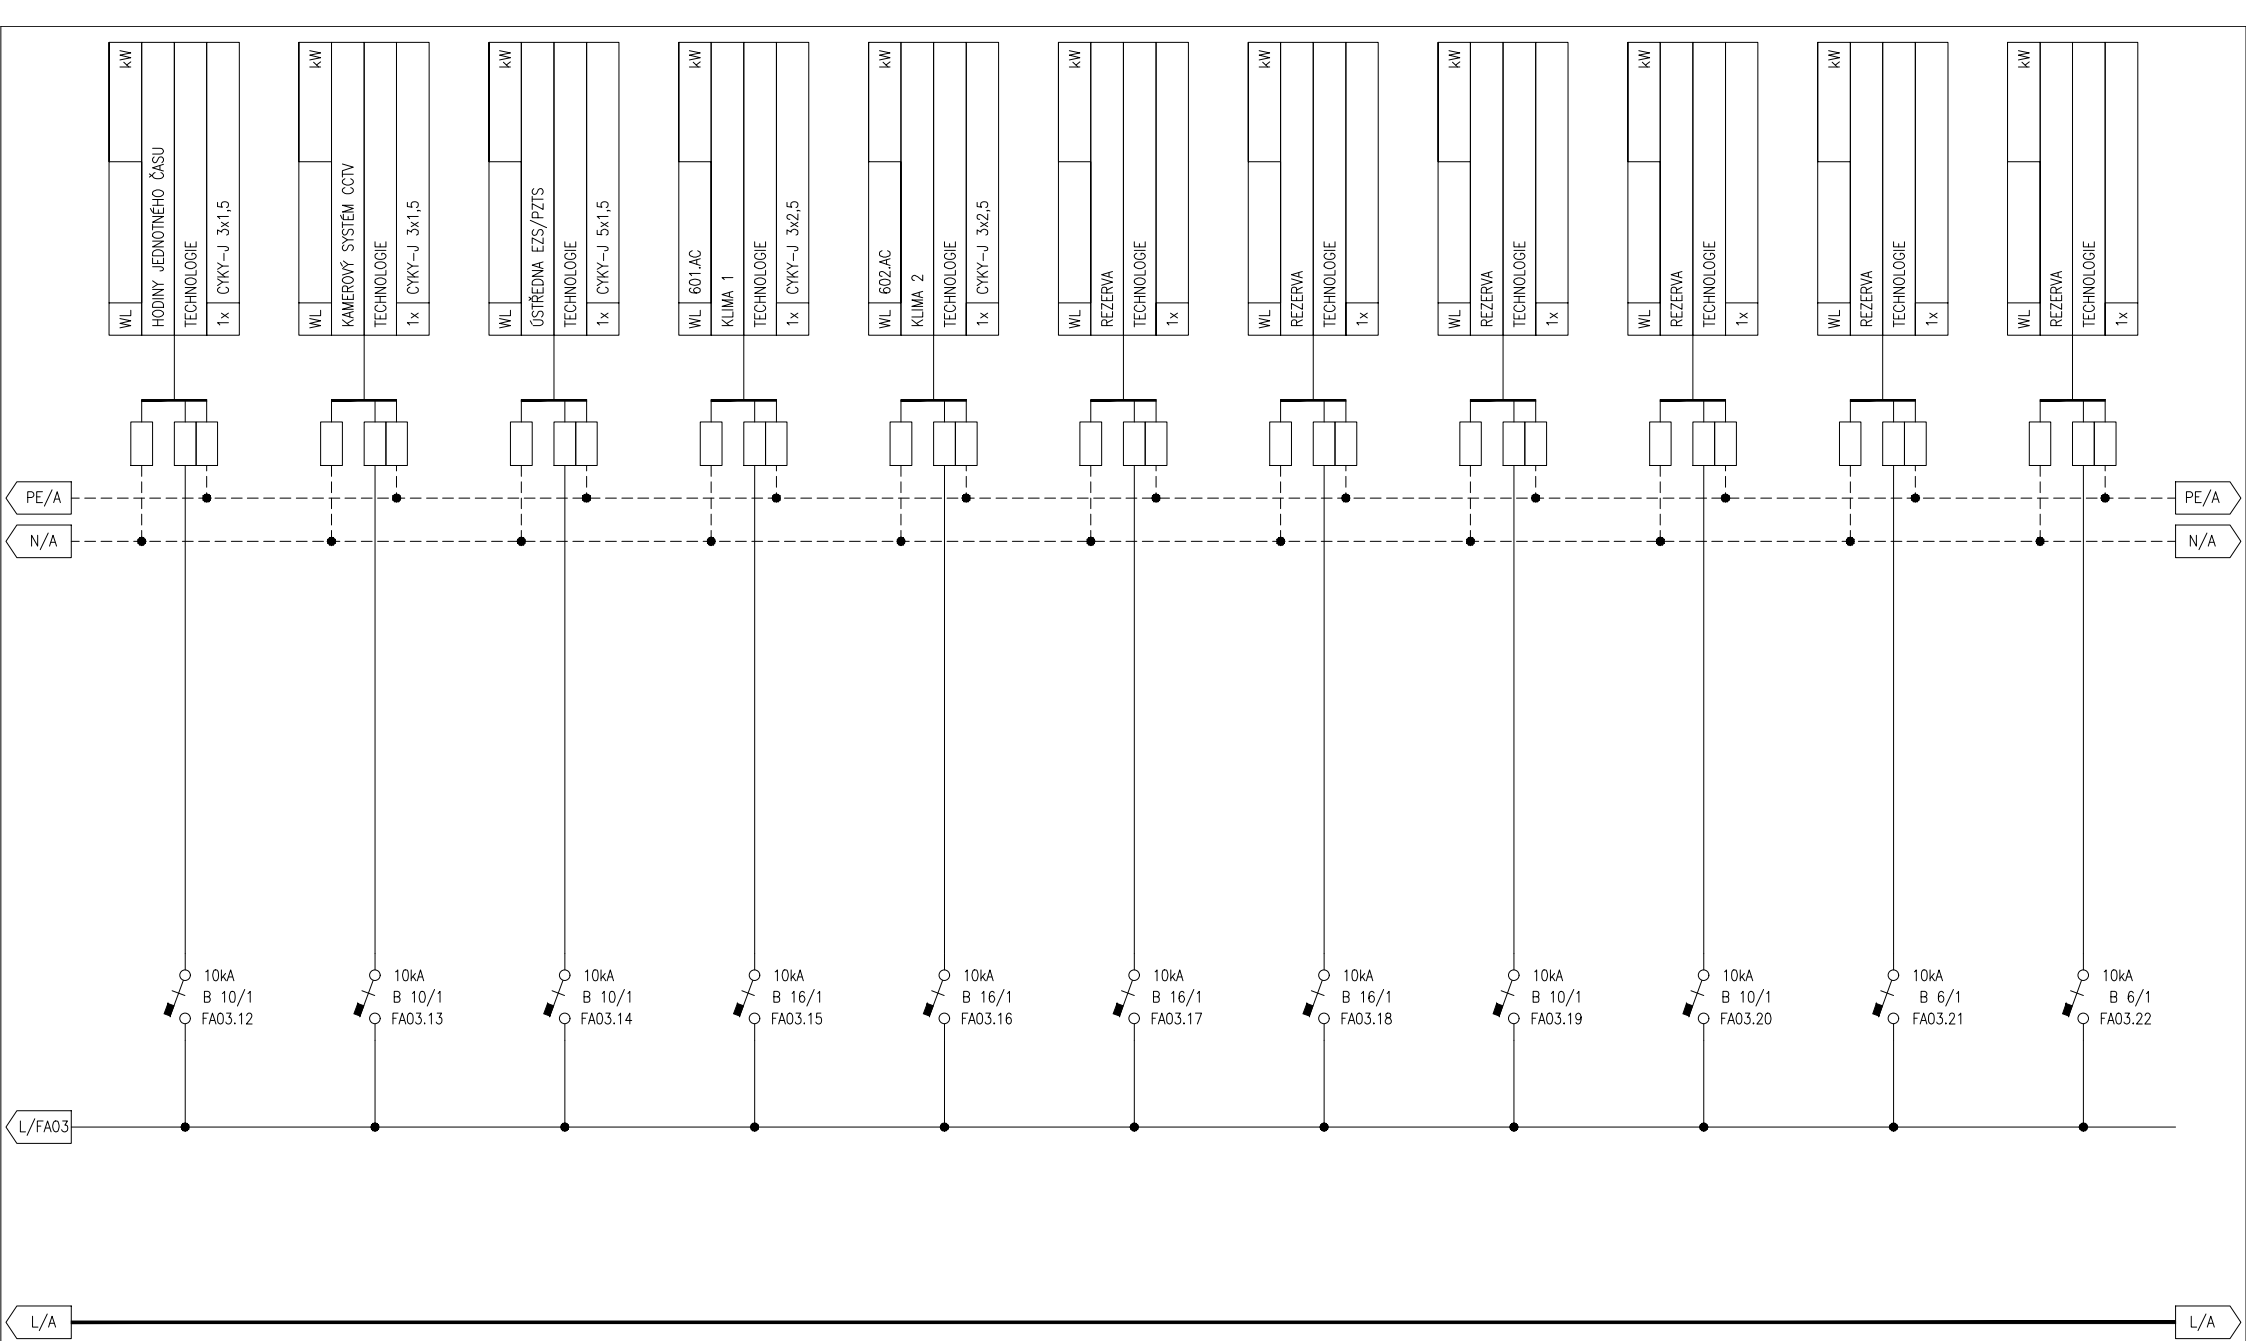 WL kW
HODINY JEDNOTNÉHO ČASU
TECHNOLOGIE
1x CYKY-J 3x1,5
WL kW
KAMEROVÝ SYSTÉM CCTV
TECHNOLOGIE
1x CYKY-J 3x1,5
WL kW
ÚSTŘEDNA EZS/PZTS
TECHNOLOGIE
1x CYKY-J 5x1,5
WL 601.AC kW
KLIMA 1
TECHNOLOGIE
1x CYKY-J 3x2,5
WL 602.AC kW
KLIMA 2
TECHNOLOGIE
1x CYKY-J 3x2,5
WL kW
REZERVA
TECHNOLOGIE
1x
WL kW
REZERVA
TECHNOLOGIE
1x
WL kW
REZERVA
TECHNOLOGIE
1x
WL kW
REZERVA
TECHNOLOGIE
1x
WL kW
REZERVA
TECHNOLOGIE
1x
WL kW
REZERVA
TECHNOLOGIE
1x
PE/A PE/A
N/A N/A
10kA
B 10/1
FA03.12
10kA
B 10/1
FA03.13
10kA
B 10/1
FA03.14
10kA
B 16/1
FA03.15
10kA
B 16/1
FA03.16
10kA
B 16/1
FA03.17
10kA
B 16/1
FA03.18
10kA
B 10/1
FA03.19
10kA
B 10/1
FA03.20
10kA
B 6/1
FA03.21
10kA
B 6/1
FA03.22
L/FA03
L/A L/A